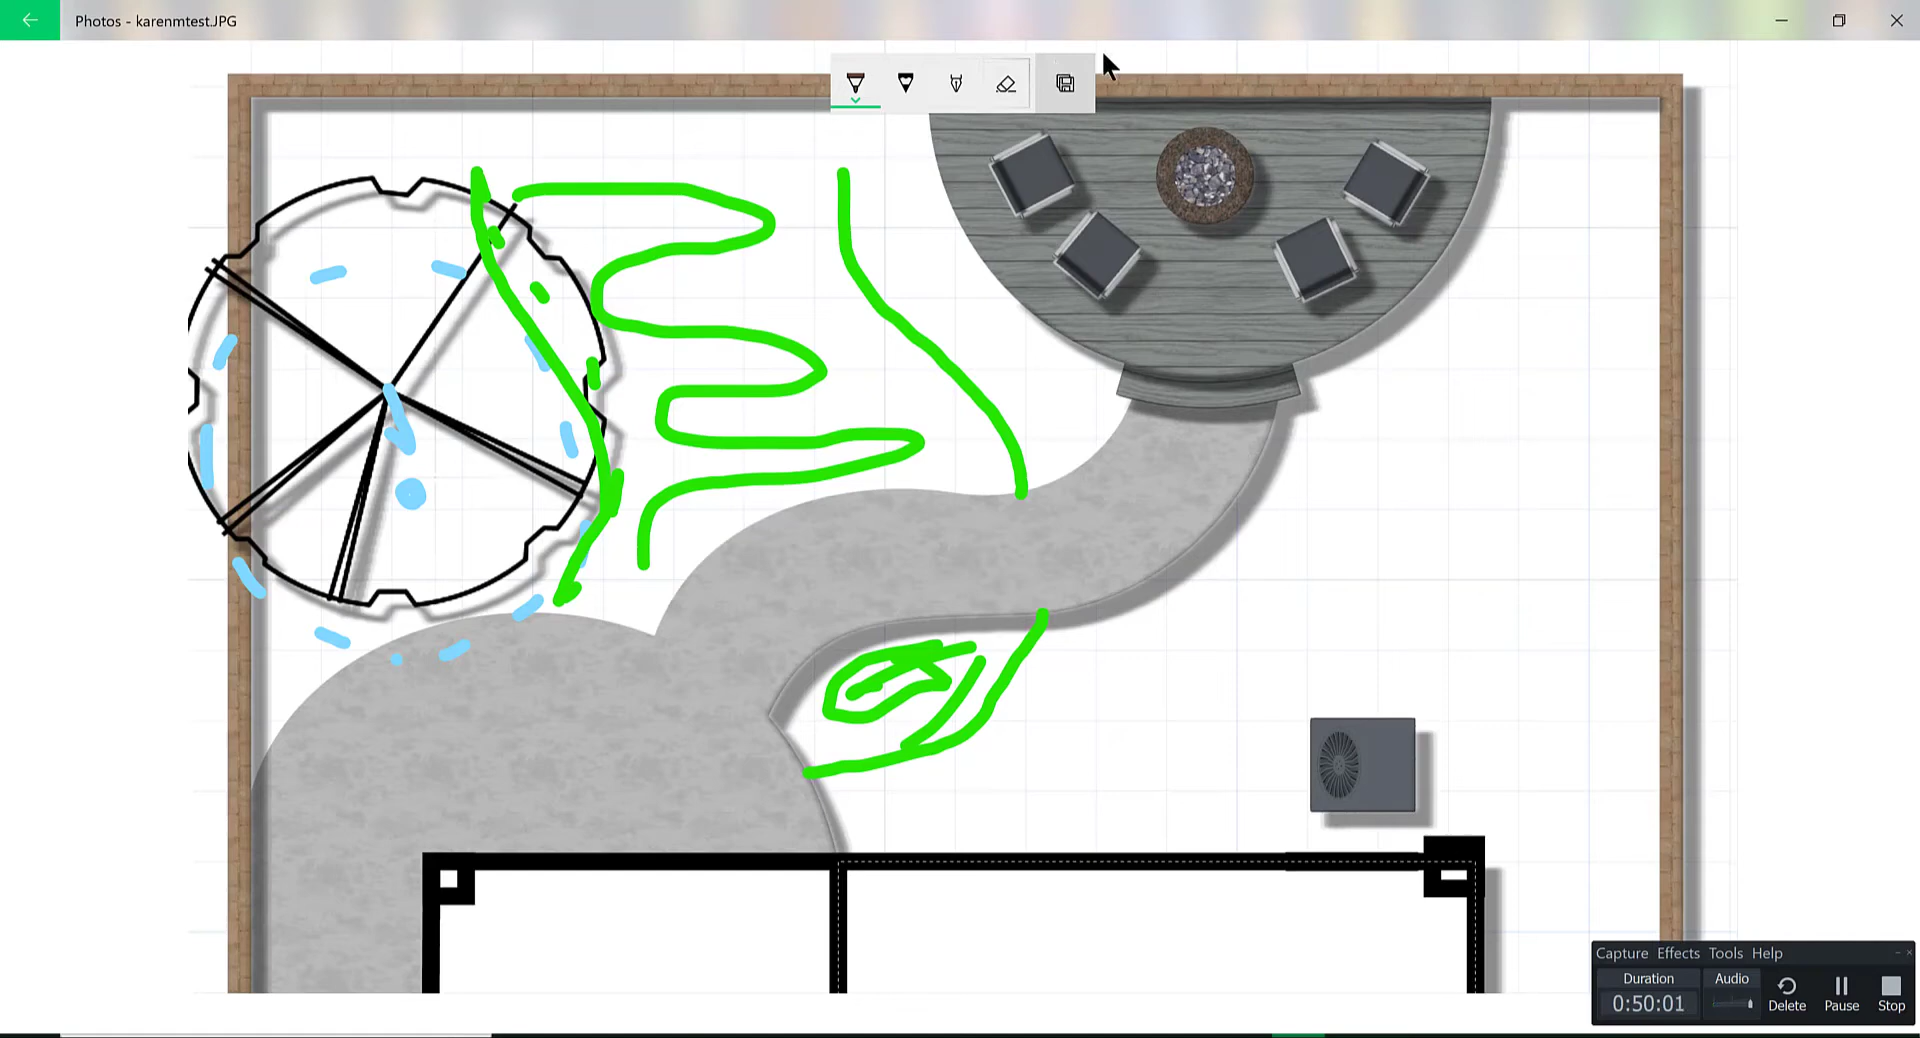 Photos - karenmtest.JPG
Capture Effects Tools Help
Duration
Audio
0:50:01
Delete
Pause
Stop